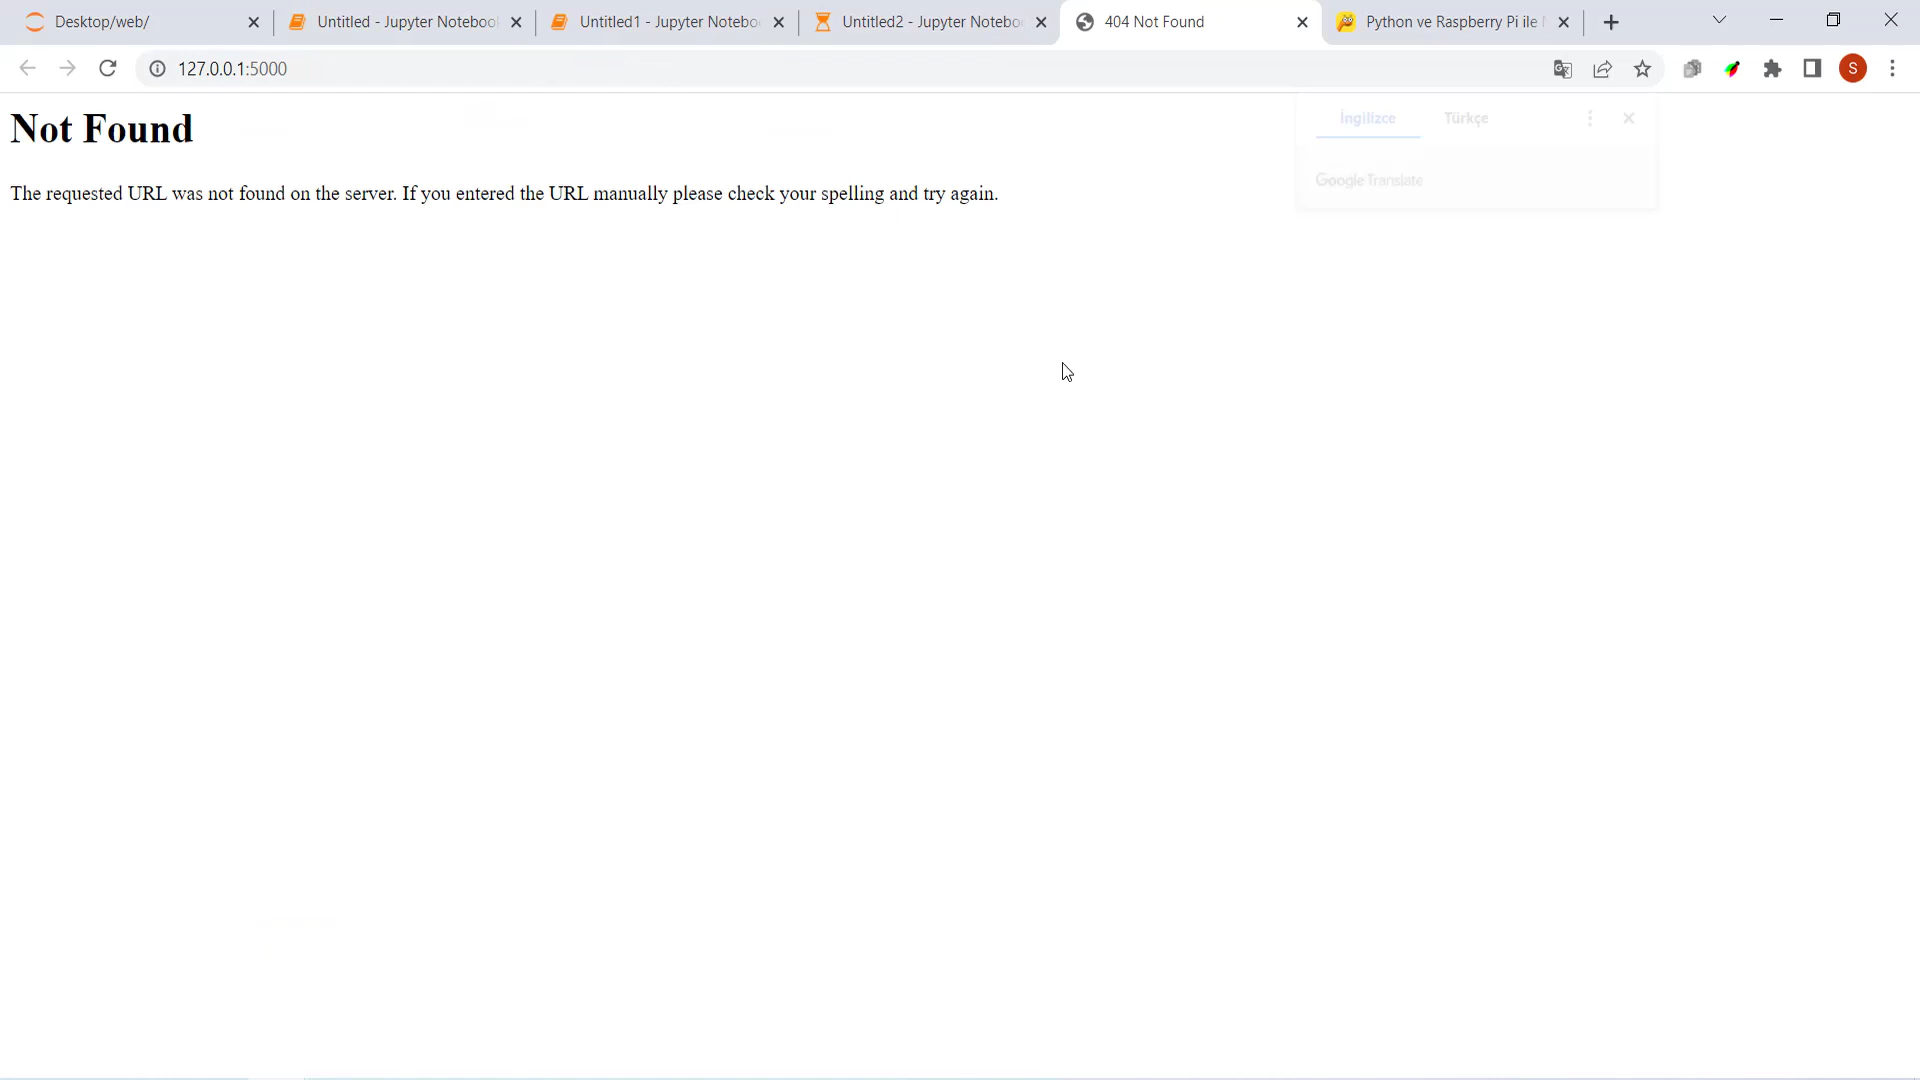 Desktop/web/
Untitled - Jupyter Notebook
Untitled1 - Jupyter Notebo
Untitled2 - Jupyter Notebo
404 Not Found
Python ve Raspberry Pi ile
127.0.0.1:5000
S
Not Found
The requested URL was not found on the server. If you entered the URL manually please check your spelling and try again.
İngilizce
Türkçe
Google Translate